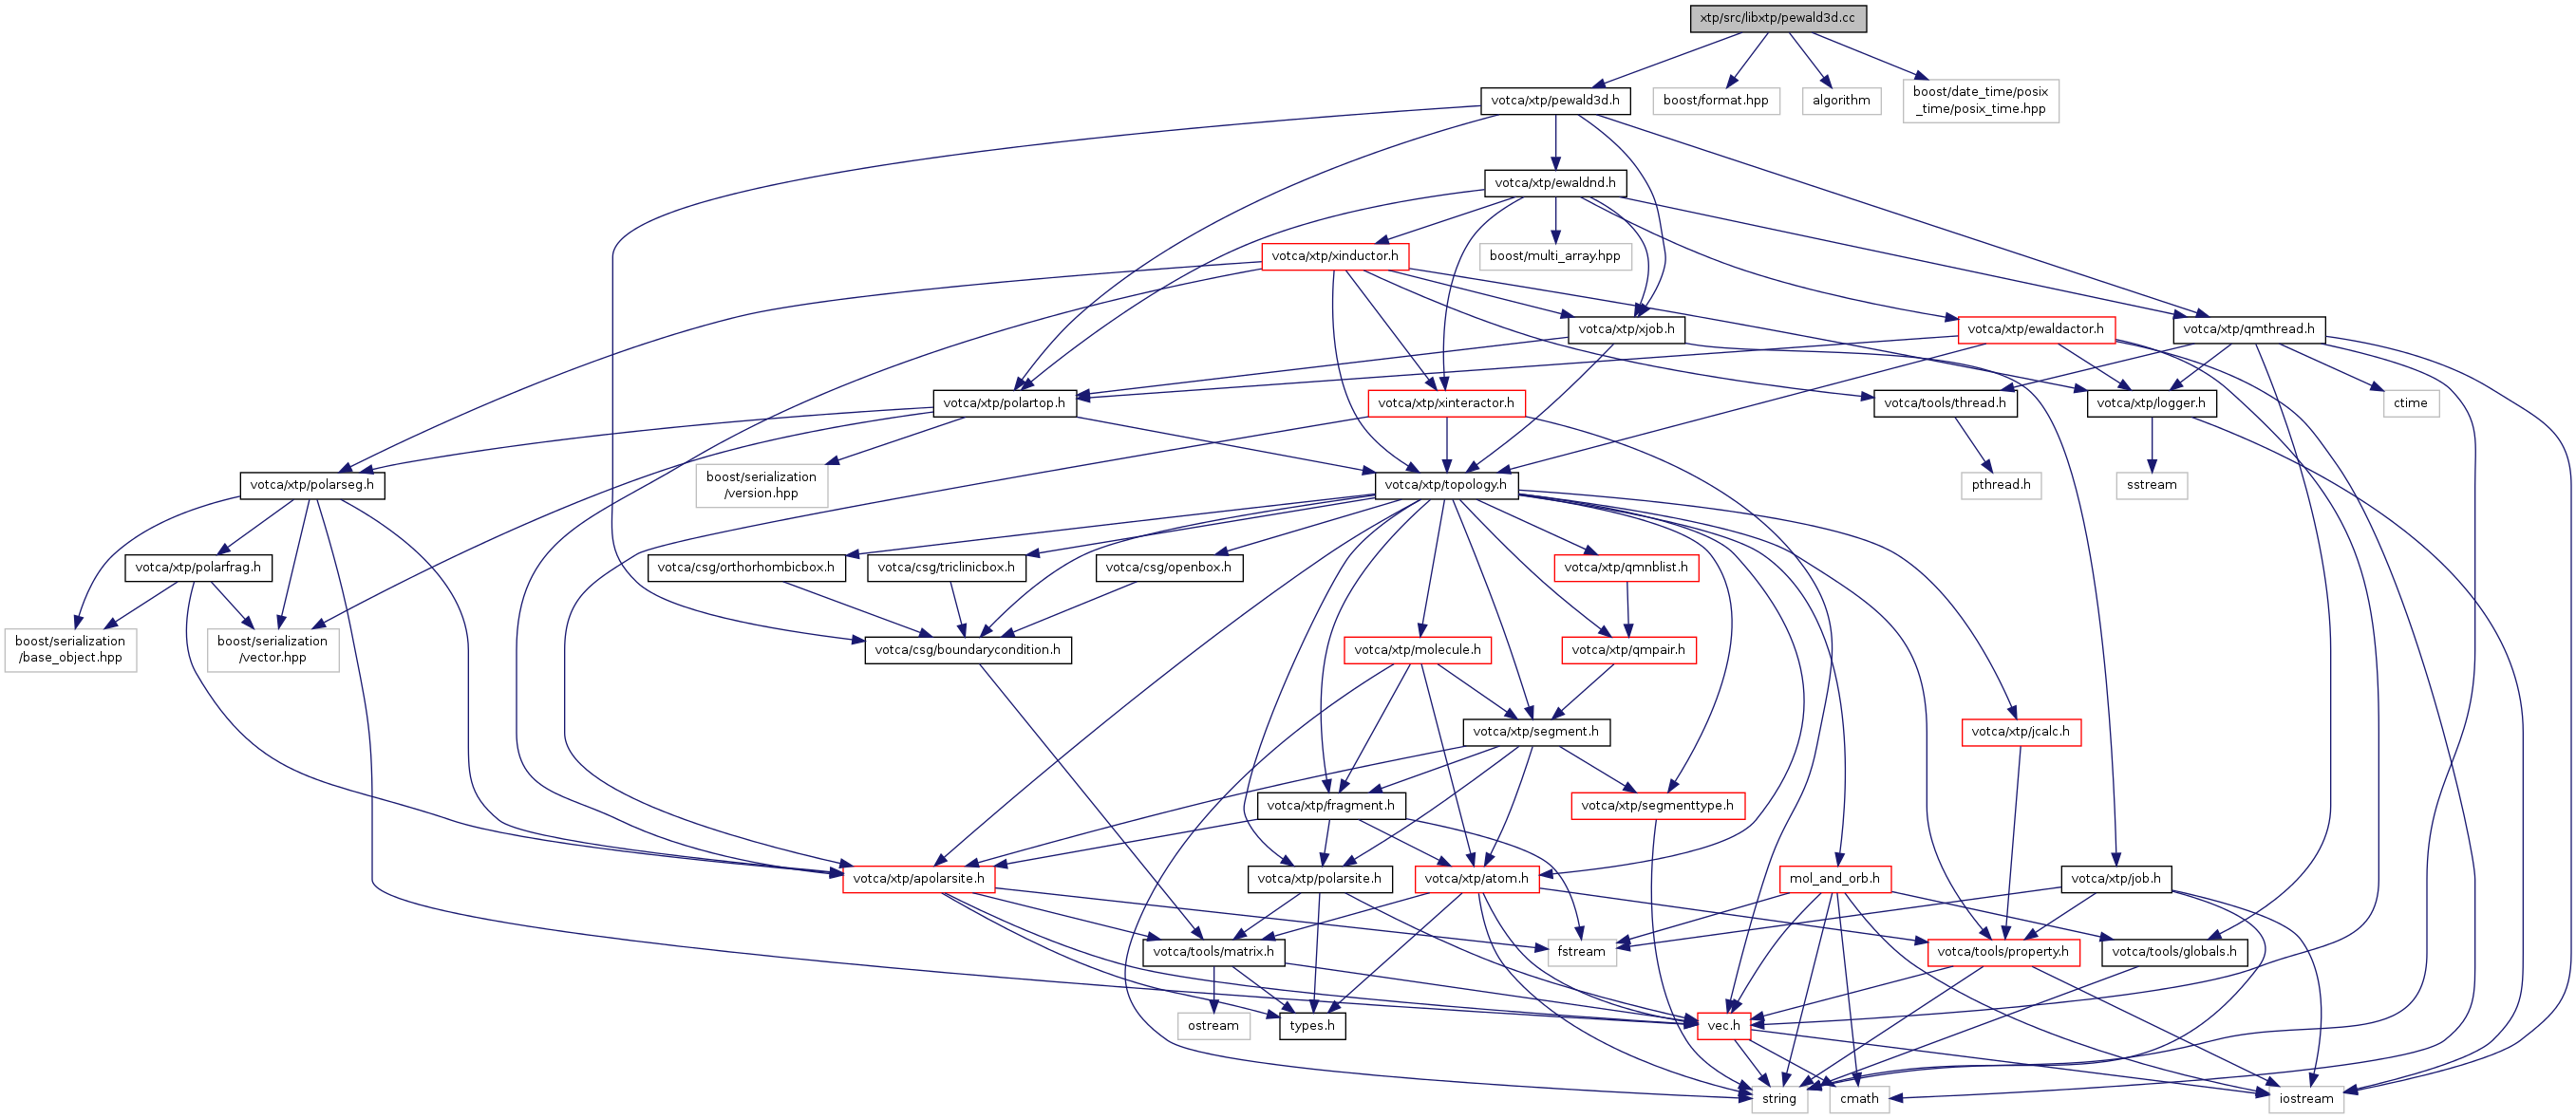 xtp/src/libxtp/pewald3d.cc
votca/xtp/pewald3d.h
boost/format.hpp
algorithm
boost/date_time/posix
_time/posix_time.hpp
votca/xtp/ewaldnd.h
votca/xtp/xinductor.h
boost/multi_array.hpp
votca/xtp/xjob.h
votca/xtp/ewaldactor.h
votca/xtp/qmthread.h
votca/xtp/polartop.h
votca/xtp/xinteractor.h
votca/tools/thread.h
votca/xtp/logger.h
ctime
votca/xtp/polarseg.h
boost/serialization
/version.hpp
votca/xtp/topology.h
pthread.h
sstream
votca/xtp/polarfrag.h
votca/csg/orthorhombicbox.h
votca/csg/triclinicbox.h
votca/csg/openbox.h
votca/xtp/qmnblist.h
boost/serialization
/base_object.hpp
boost/serialization
/vector.hpp
votca/csg/boundarycondition.h
votca/xtp/molecule.h
votca/xtp/qmpair.h
votca/xtp/segment.h
votca/xtp/jcalc.h
votca/xtp/fragment.h
votca/xtp/segmenttype.h
votca/xtp/apolarsite.h
votca/xtp/polarsite.h
votca/xtp/atom.h
mol_and_orb.h
votca/xtp/job.h
votca/tools/matrix.h
fstream
votca/tools/property.h
votca/tools/globals.h
ostream
types.h
vec.h
string
cmath
iostream